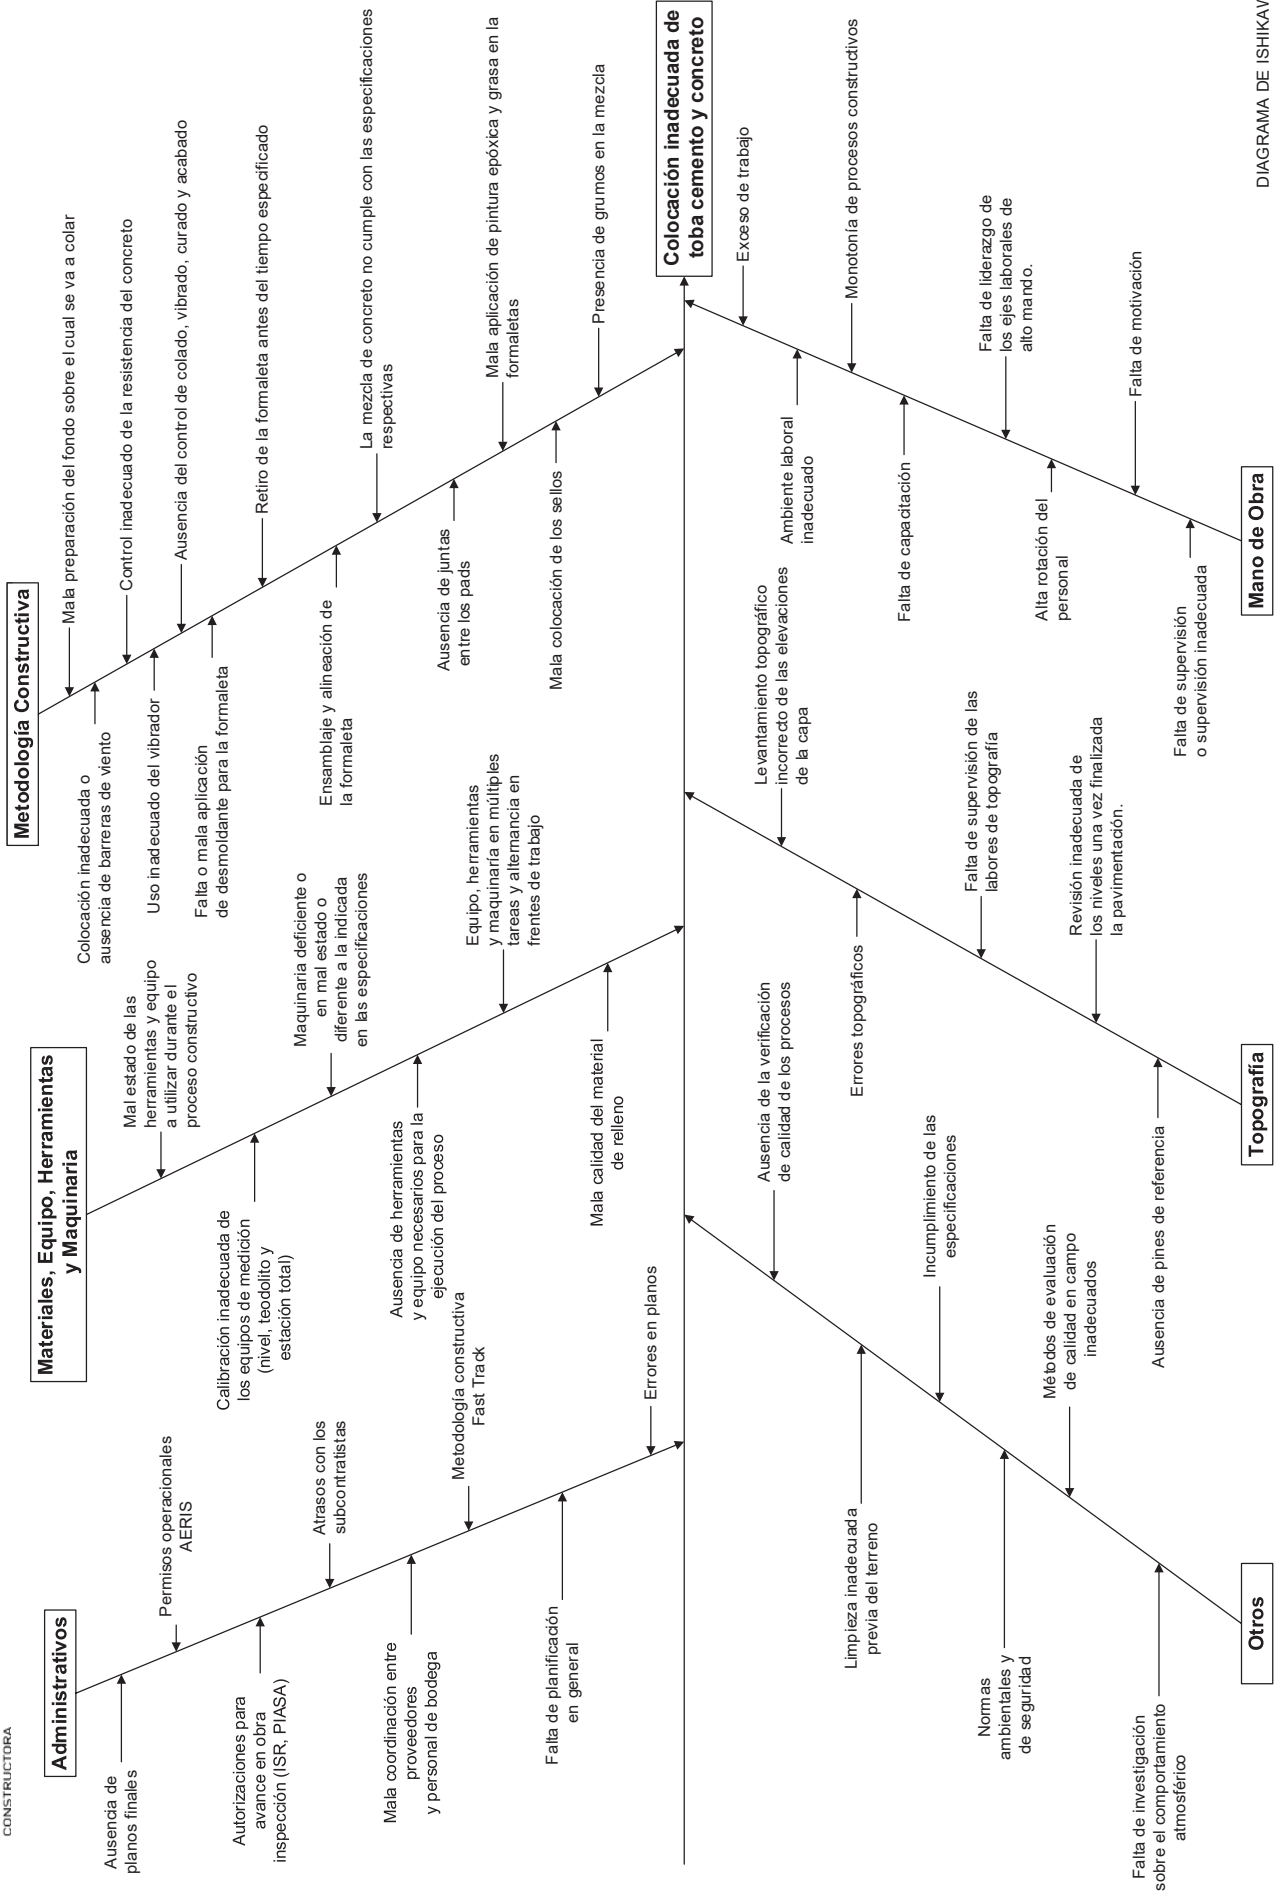 CONSTRUCTORA
Administrativos
Ausencia de
planos finales
Permisos operacionales
AERIS
Autorizaciones para
avance en obra
inspección (ISR, PIASA)
Atrasos con los
subcontratistas
Mala coordinación entre
proveedores
y personal de bodega
Metodología constructiva
Fast Track
Falta de planificación
en general
Errores en planos
Materiales, Equipo, Herramientas
y Maquinaria
Mal estado de las
herramientas y equipo
a utilizar durante el
proceso constructivo
Calibración inadecuada de
los equipos de medición
(nivel, teodolito y
estación total)
Maquinaria deficiente o
en mal estado o
diferente a la indicada
en las especificaciones
Ausencia de herramientas
y equipo necesarios para la
ejecución del proceso
Equipo, herramientas
y maquinaría en múltiples
tareas y alternancia en
frentes de trabajo
Mala calidad del material
de relleno
Metodología Constructiva
Mala preparación del fondo sobre el cual se va a colar
Colocación inadecuada o
ausencia de barreras de viento
Control inadecuado de la resistencia del concreto
Uso inadecuado del vibrador
Ausencia del control de colado, vibrado, curado y acabado
Falta o mala aplicación
de desmoldante para la formaleta
Retiro de la formaleta antes del tiempo especificado
Ensamblaje y alineación de
la formaleta
La mezcla de concreto no cumple con las especificaciones
respectivas
Ausencia de juntas
entre los pads
Mala aplicación de pintura epóxica y grasa en la
formaletas
Mala colocación de los sellos
Presencia de grumos en la mezcla
Colocación inadecuada de
toba cemento y concreto
Ausencia de la verificación
de calidad de los procesos
Limpieza inadecuada
previa del terreno
Incumplimiento de las
especificaciones
Normas
ambientales y
de seguridad
Métodos de evaluación
de calidad en campo
inadecuados
Falta de investigación
sobre el comportamiento
atmosférico
Otros
Levantamiento topográfico
incorrecto de las elevaciones
de la capa
Errores topográficos
Falta de supervisión de las
labores de topografía
Revisión inadecuada de
los niveles una vez finalizada
la pavimentación.
Ausencia de pines de referencia
Topografía
Exceso de trabajo
Ambiente laboral
inadecuado
Monotonía de procesos constructivos
Falta de capacitación
Falta de liderazgo de
los ejes laborales de
alto mando.
Alta rotación del
personal
Falta de motivación
Falta de supervisión
o supervisión inadecuada
Mano de Obra
DIAGRAMA DE ISHIKAW